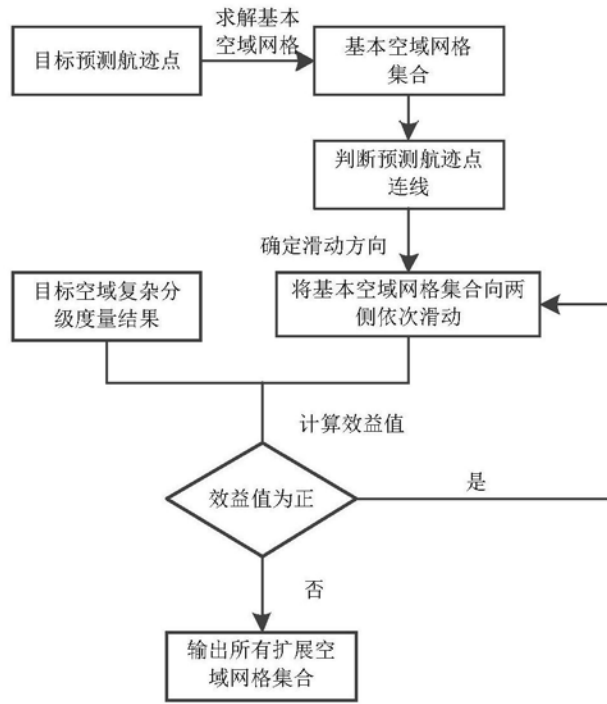 求解基本
空域网格
目标预测航迹点
基本空域网格
集合
判断预测航迹点
连线
确定滑动方向
目标空域复杂分
级度量结果
将基本空域网格集合向两
侧依次滑动
计算效益值
效益值为正
是
否
输出所有扩展空
域网格集合